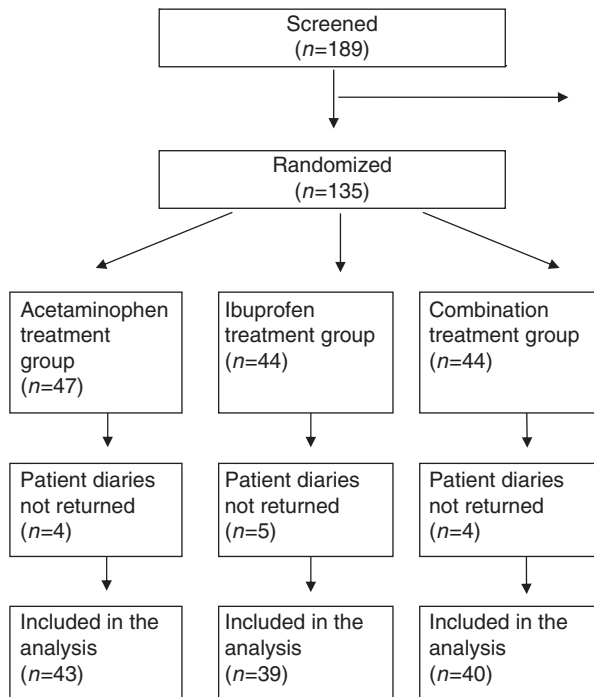 Screened
(n=189)
Randomized
(n=135)
Acetaminophen
treatment
group
(n=47)
Ibuprofen
treatment group
(n=44)
Combination
treatment group
(n=44)
Patient diaries
not returned
(n=4)
Patient diaries
not returned
(n=5)
Patient diaries
not returned
(n=4)
Included in the
analysis
(n=43)
Included in the
analysis
(n=39)
Included in the
analysis
(n=40)